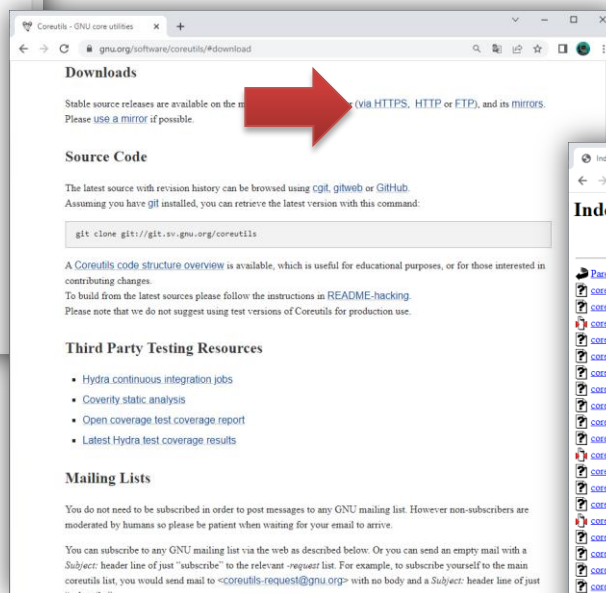 Coreutils - GNU core utilities
gnu.org/software/coreutils/#download
Downloads
Stable source releases are available on the (via HTTPS, HTTP or FTP), and its mirrors.
Please use a mirror if possible.
Source Code
The latest source with revision history can be browsed using cgit, gitweb or GitHub.
Assuming you have git installed, you can retrieve the latest version with this command:
git clone git://git.sv.gnu.org/coreutils
A Coreutils code structure overview is available, which is useful for educational purposes, or for those interested in
contributing changes.
To build from the latest sources please follow the instructions in README-hacking.
Please note that we do not suggest using test versions of Coreutils for production use.
Third Party Testing Resources
Hydra continuous integration jobs
Coverity static analysis
Open coverage test coverage report
Latest Hydra test coverage results
Mailing Lists
You do not need to be subscribed in order to post messages to any GNU mailing list. However non-subscribers are
moderated by humans so please be patient when waiting for your email to arrive.
You can subscribe to any GNU mailing list via the web as described below. Or you can send an empty mail with a
Subject: header line of just "subscribe" to the relevant -request list. For example, to subscribe yourself to the main
coreutils list, you would send mail to <coreutils-request@gnu.org> with no body and a Subject: header line of just